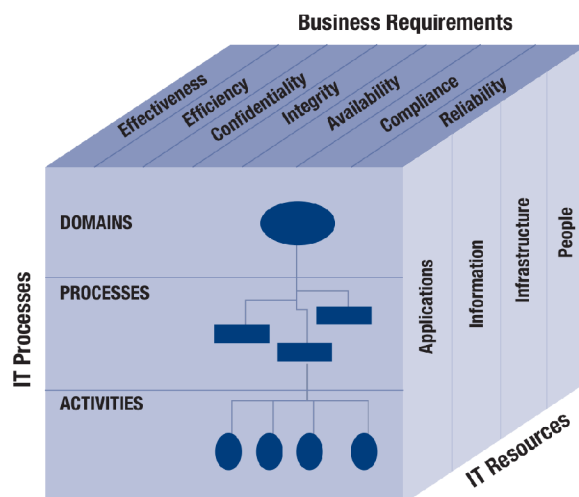 Business Requirements
Effectiveness
Efficiency
Confidentiality
Integrity
Availability
Compliance
Reliability
IT Processes
DOMAINS
PROCESSES
ACTIVITIES
Applications
Information
Infrastructure
People
IT Resources